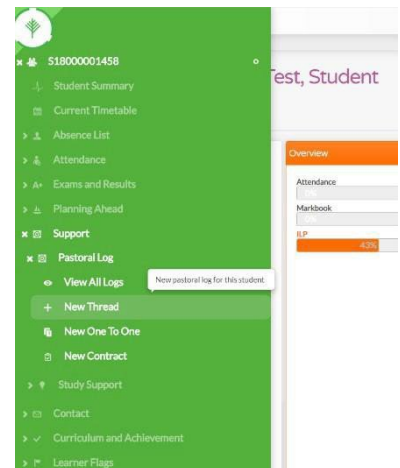 S18000001458
Test, Student
Student Summary
Current Timetable
Absence List
Attendance
A+ Exams and Results
Planning Ahead
Support
Pastoral Log
View All Logs
New pastoral log for this student
New Thread
New One To One
New Contract
Study Support
Contact
Curriculum and Achievement
Learner Flags
Overview
Attendance
0%
Markbook
0%
ILP
43%